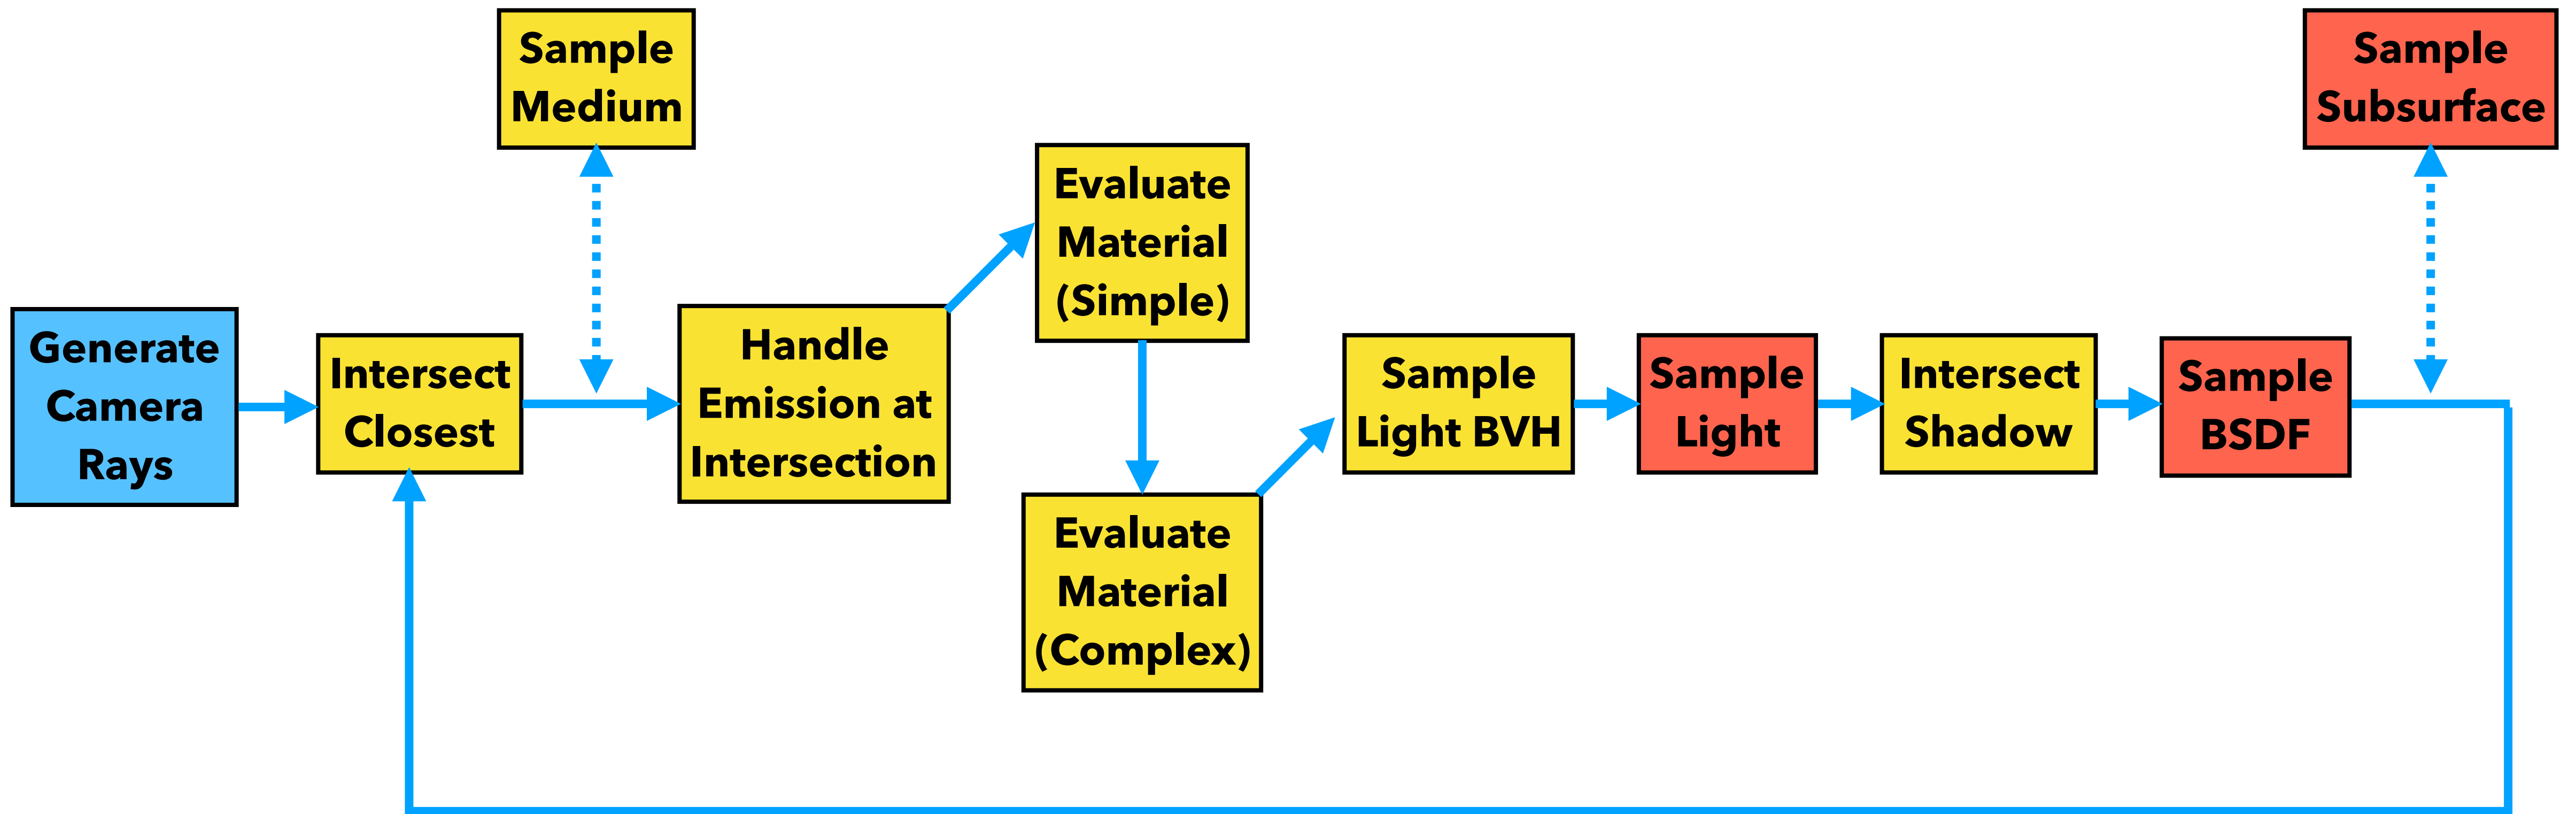 Generate
Camera
Rays
Intersect
Closest
Sample
Medium
Handle
Emission at
Intersection
Evaluate
Material
(Simple)
Evaluate
Material
(Complex)
Sample
Light BVH
Sample
Light
Intersect
Shadow
Sample
BSDF
Sample
Subsurface